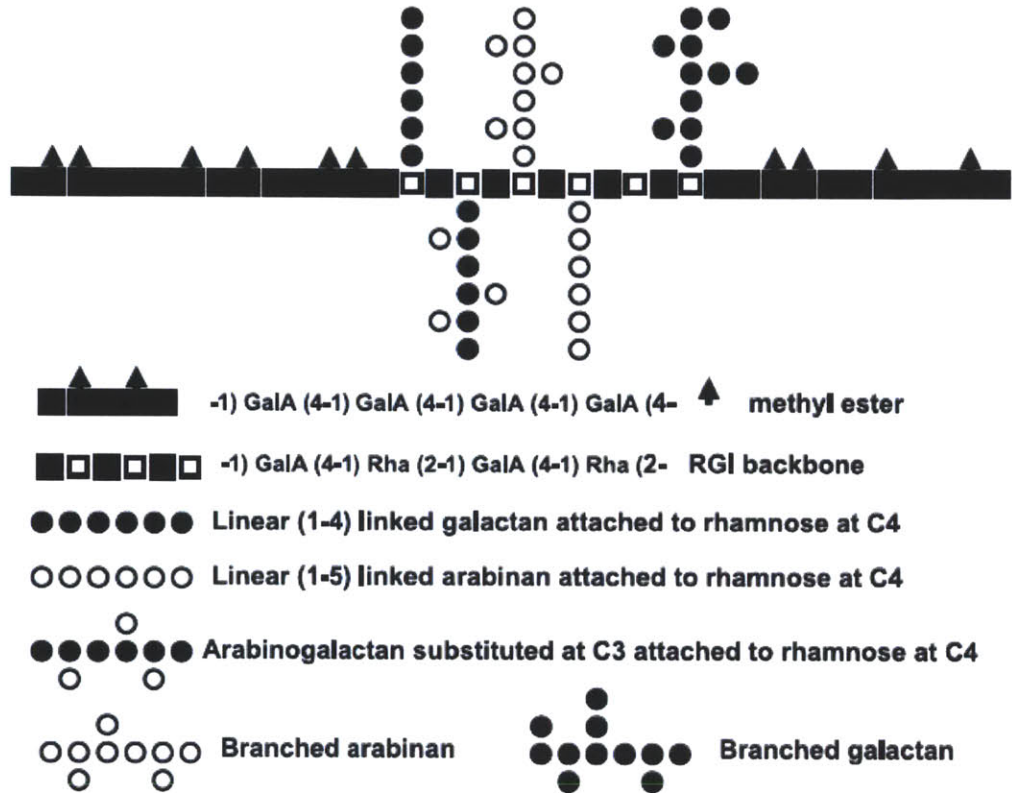 -1) GalA (4-1) GalA (4-1) GalA (4-1) GalA (4- methyl ester
-1) GalA (4-1) Rha (2-1) GalA (4-1) Rha (2- RGI backbone
Linear (1-4) linked galactan attached to rhamnose at C4
Linear (1-5) linked arabinan attached to rhamnose at C4
Arabinogalactan substituted at C3 attached to rhamnose at C4
Branched arabinan
Branched galactan